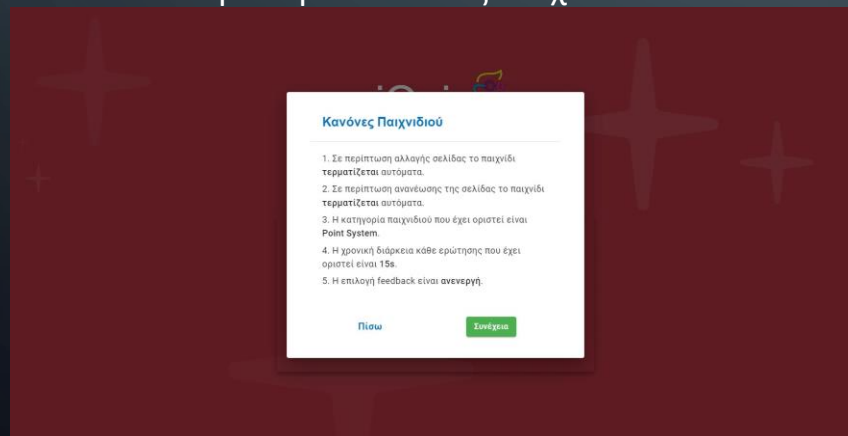 Κανόνες Παιχνιδιού
1. Σε περίπτωση αλλαγής σελίδας το παιχνίδι
τερματίζεται αυτόματα.
2. Σε περίπτωση ανανέωσης της σελίδας το παιχνίδι
τερματίζεται αυτόματα.
3. Η κατηγορία παιχνιδιού που έχει οριστεί είναι
Point System.
4. Η χρονική διάρκεια κάθε ερώτησης που έχει
οριστεί είναι 15s.
5. Η επιλογή feedback είναι ανενεργή.
Πίσω Συνέχεια